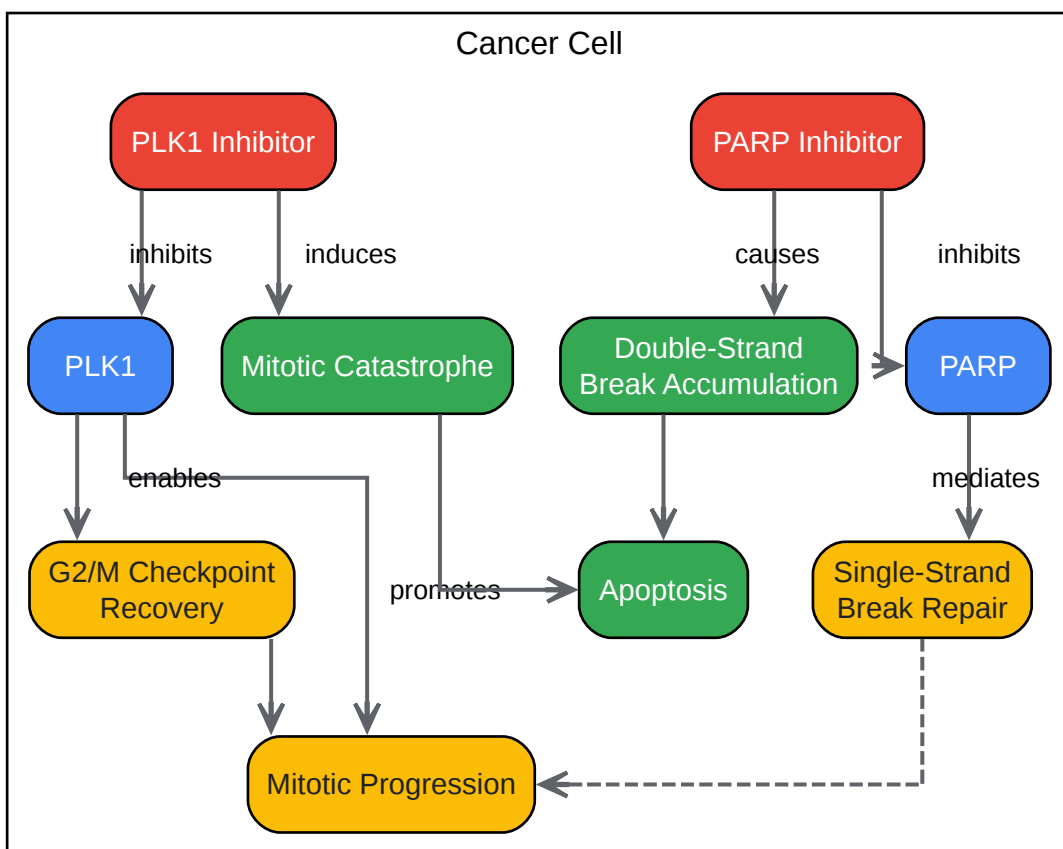 Cancer Cell
PLK1 Inhibitor
PARP Inhibitor
inhibits
induces
causes
inhibits
PLK1
Mitotic Catastrophe
Double-Strand
Break Accumulation
PARP
enables
mediates
G2/M Checkpoint
Recovery
promotes
Apoptosis
Single-Strand
Break Repair
Mitotic Progression